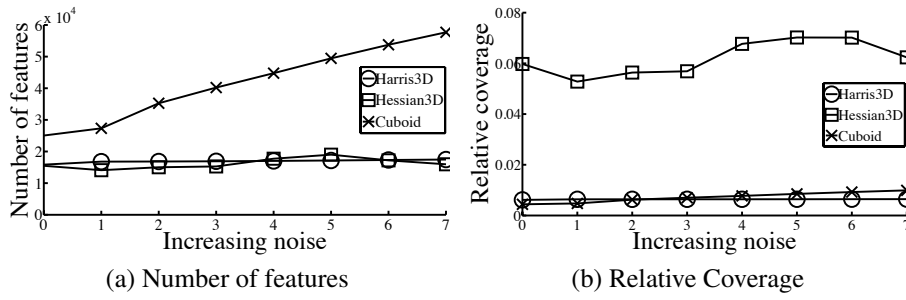 x 10⁴
6
5
4
3
2
1
0
Number of features
Harris3D
Hessian3D
Cuboid
0 1 2 3 4 5 6 7
Increasing noise
(a) Number of features
0.08
0.06
0.04
0.02
0
Relative coverage
Harris3D
Hessian3D
Cuboid
0 1 2 3 4 5 6 7
Increasing noise
(b) Relative Coverage